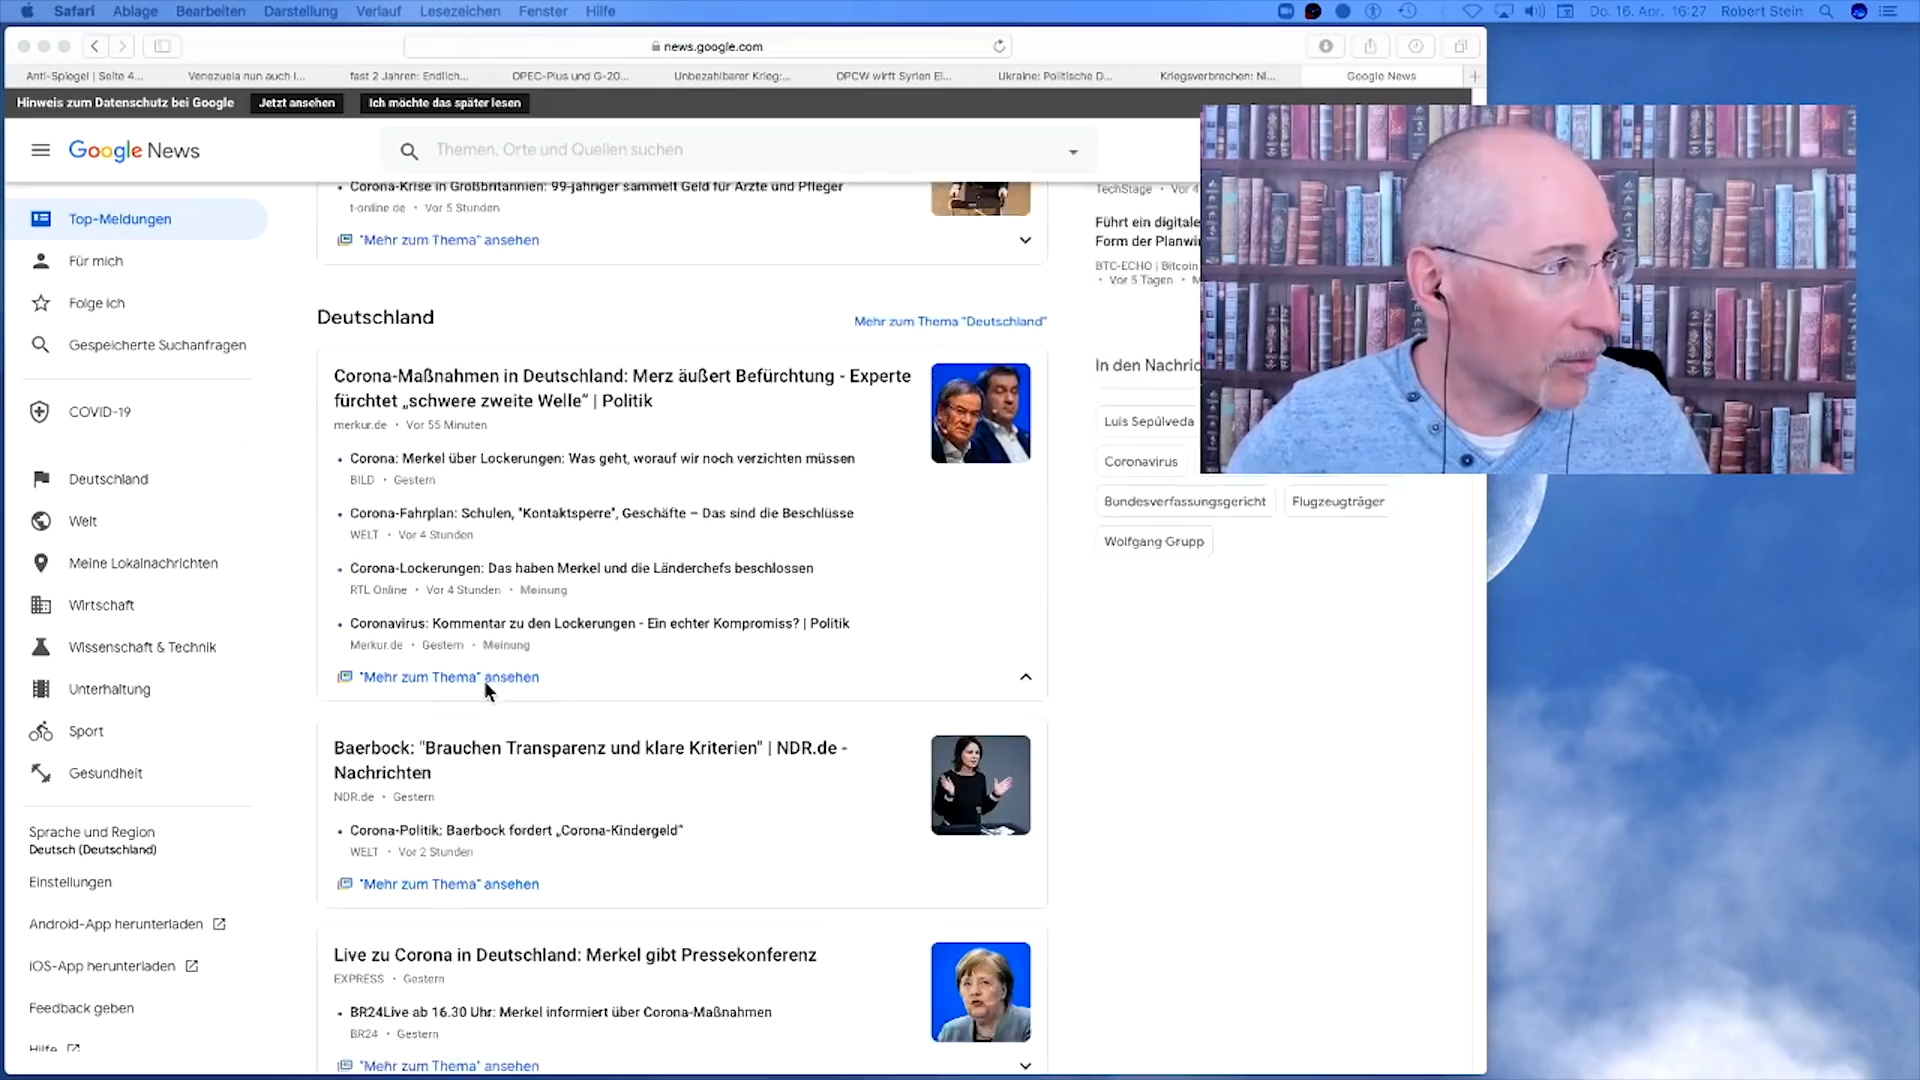 Safari Ablage Bearbeiten Darstellung Verlauf Lesezeichen Fenster Hilfe
Do. 16. Apr. 16:27 Robert Stein
news.google.com
Anti-Spiegel | Seite 4...
Venezuela nun auch i...
fast 2 Jahren: Endlich...
OPEC-Plus und G-20...
Unbezahlbarer Krieg:...
OPCW wirft Syrien Ei...
Ukraine: Politische D...
Kriegsverbrechen: Ni...
Google News
Hinweis zum Datenschutz bei Google
Jetzt ansehen
Ich möchte das später lesen
Google News
Themen, Orte und Quellen suchen
Top-Meldungen
Für mich
Folge ich
Gespeicherte Suchanfragen
COVID-19
Deutschland
Welt
Meine Lokalnachrichten
Wirtschaft
Wissenschaft & Technik
Unterhaltung
Sport
Gesundheit
Sprache und Region
Deutsch (Deutschland)
Einstellungen
Android-App herunterladen
iOS-App herunterladen
Feedback geben
Hilfe
Corona-Krise in Großbritannien: 99-jähriger sammelt Geld für Ärzte und Pfleger
t-online.de • Vor 5 Stunden
"Mehr zum Thema" ansehen
Deutschland
Mehr zum Thema "Deutschland"
Corona-Maßnahmen in Deutschland: Merz äußert Befürchtung - Experte
fürchtet „schwere zweite Welle“ | Politik
merkur.de • Vor 55 Minuten
Corona: Merkel über Lockerungen: Was geht, worauf wir noch verzichten müssen
BILD • Gestern
Corona-Fahrplan: Schulen, "Kontaktsperre", Geschäfte – Das sind die Beschlüsse
WELT • Vor 4 Stunden
Corona-Lockerungen: Das haben Merkel und die Länderchefs beschlossen
RTL Online • Vor 4 Stunden • Meinung
Coronavirus: Kommentar zu den Lockerungen - Ein echter Kompromiss? | Politik
Merkur.de • Gestern • Meinung
"Mehr zum Thema" ansehen
Baerbock: "Brauchen Transparenz und klare Kriterien" | NDR.de -
Nachrichten
NDR.de • Gestern
Corona-Politik: Baerbock fordert „Corona-Kindergeld“
WELT • Vor 2 Stunden
"Mehr zum Thema" ansehen
Live zu Corona in Deutschland: Merkel gibt Pressekonferenz
EXPRESS • Gestern
BR24Live ab 16.30 Uhr: Merkel informiert über Corona-Maßnahmen
BR24 • Gestern
"Mehr zum Thema" ansehen
TechStage • Vor 4
Führt ein digitale
Form der Planwir
BTC-ECHO | Bitcoin
• Vor 5 Tagen •
In den Nachric
Luis Sepúlveda
Coronavirus
Bundesverfassungsgericht
Flugzeugträger
Wolfgang Grupp